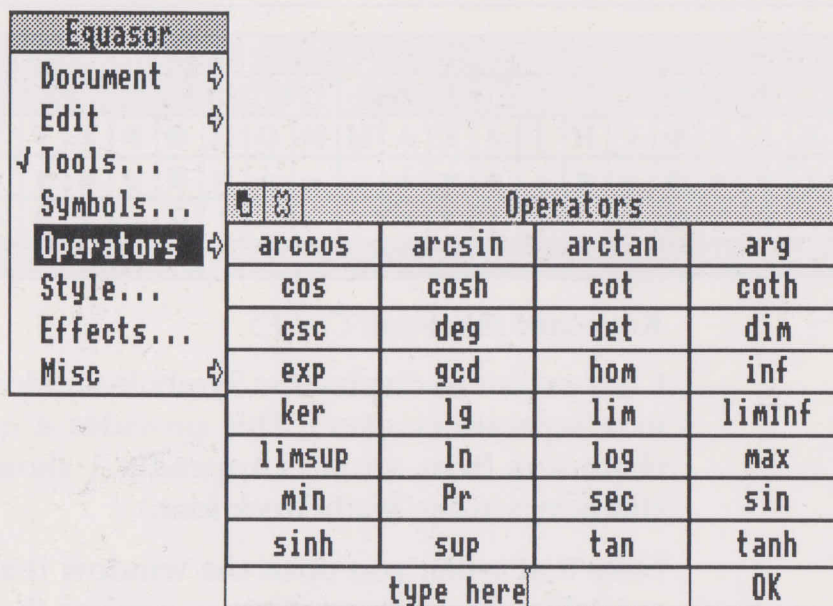 Equasor
Document
Edit
√ Tools...
Symbols...
Operators
Style...
Effects...
Misc
Operators
arccos arcsin arctan arg
cos cosh cot coth
csc deg det dim
exp gcd hom inf
ker lg lim liminf
limsup ln log max
min Pr sec sin
sinh sup tan tanh
type here OK